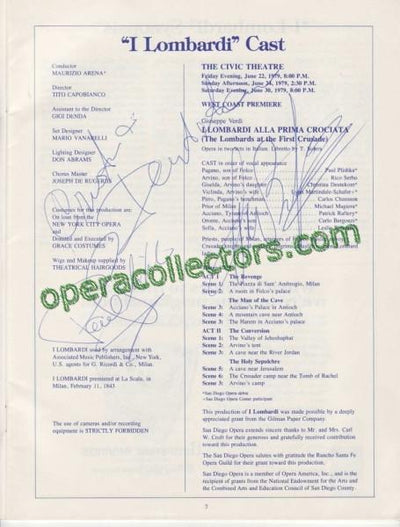 “I Lombardi” Cast
Conductor
MAURIZIO ARENA*
Director
TITO CAPOBIANCO
Assistant to the Director
GIGI DENDA
Set Designer
MARIO VANARELLI
Lighting Designer
DON ABRAMS
Chorus Master
JOSEPH DE RUGERIIS
Costumes for the production are
On loan from the
NEW YORK CITY OPERA
and
Donated and Executed by
GRACE COSTUMES
Wigs and Makeup supplied by
THEATRICAL HAIRGOODS
I LOMBARDI used by arrangement with
Associated Music Publishers, Inc., New York,
U.S. agents for G. Ricordi & Co., Milan.
I LOMBARDI premiered at La Scala, in
Milan, February 11, 1843
The use of cameras and/or recording
equipment is STRICTLY FORBIDDEN
THE CIVIC THEATRE
Friday Evening, June 22, 1979, 8:00 P.M.
Sunday Afternoon, June 24, 1979, 2:30 P.M.
Saturday Evening, June 30, 1979, 8:00 P.M.
WEST COAST PREMIERE
Giuseppe Verdi
I LOMBARDI ALLA PRIMA CROCIATA
(The Lombards at the First Crusade)
Opera in two acts in Italian. Libretto by T. Solera
CAST in order of vocal appearance
Pagano, son of Folco Paul Plishka*
Arvino, son of Folco Rico Serbo
Giselda, Arvino's daughter
Viclinda, Arvino's wife
Pirro, Pagano's henchman Carlos Chausson
Prior of Milan Michael Magiera*
Acciano, Tyrant of Antioch Patrick Raftery*
Oronte, Acciano's son Carlo Bergonzi*
Sofia, Acciano's wife Leslie
operacollectors.com
ACT I The Revenge
Scene 1: The Piazza di Sant' Ambrogio, Milan
Scene 2: A room in Folco's palace
The Man of the Cave
Scene 3: Acciano's Palace in Antioch
Scene 4: A mountain cave near Antioch
Scene 5: The Harem in Acciano's palace
ACT II The Conversion
Scene 1: The Valley of Jehoshaphat
Scene 2: Arvino's tent
Scene 3: A cave near the River Jordan
The Holy Sepulchre
Scene 5: A cave near Jerusalem
Scene 6: The Crusader camp near the Tomb of Rachel
Scene 3: Arvino's camp
*San Diego Opera debut
San Diego Opera Center participant
This production of I Lombardi was made possible by a deeply
appreciated grant from the Gilman Paper Company.
San Diego Opera extends sincere thanks to Mr. and Mrs. Carl
W. Croft for their generous and gratefully received contribution
toward this production.
The San Diego Opera salutes with gratitude the Rancho Santa Fe
Opera Guild for their grant toward this production.
San Diego Opera is a member of Opera America, Inc., and is the
recipient of grants from the National Endowment for the Arts and
the Combined Arts and Education Council of San Diego County.
7